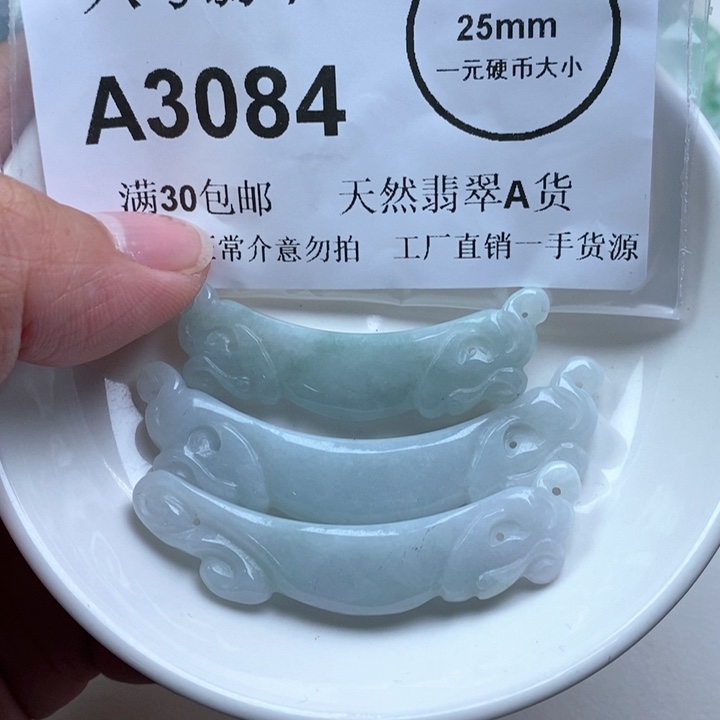 25mm
一元硬币大小
A3084
满30包邮 天然翡翠A货
常介意勿拍 工厂直销一手货源